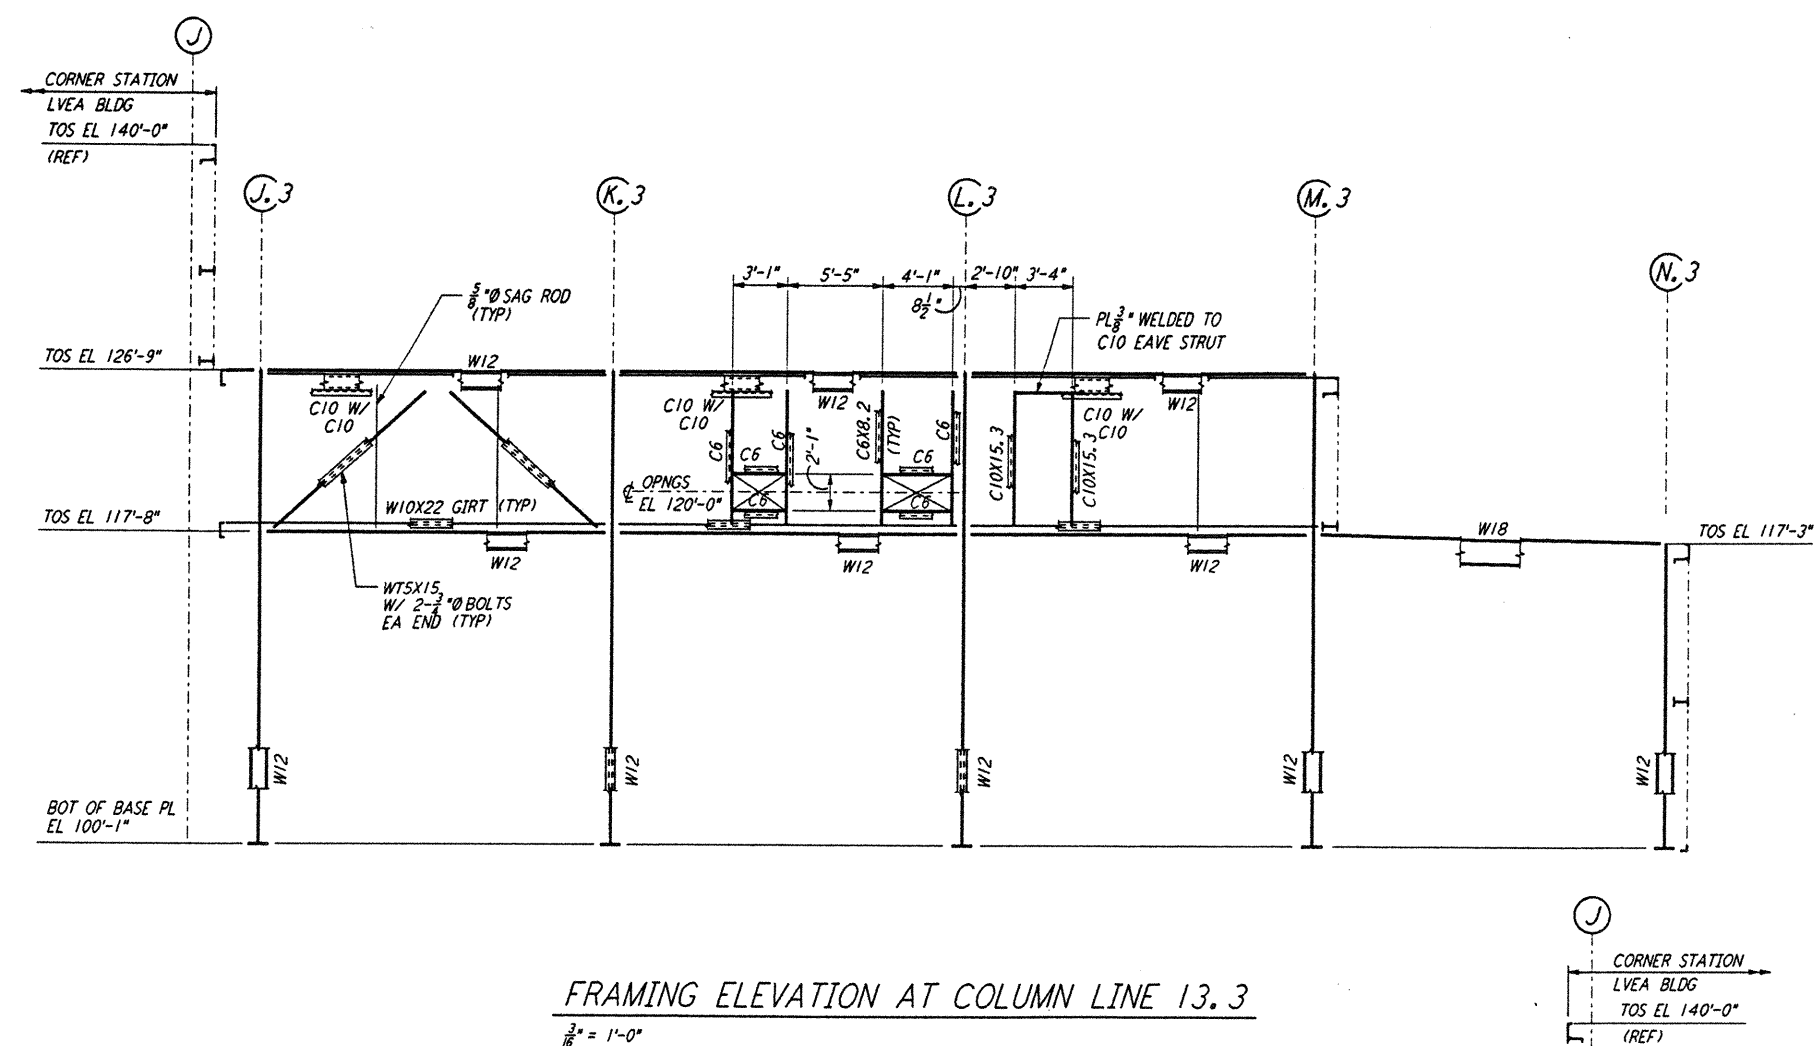 J
CORNER STATION
LVEA BLDG
TOS EL 140'-0"
(REF)
J.3
K.3
L.3
M.3
N.3
3'-1"
5'-5"
4'-1"
8 1/2"
2'-10"
3'-4"
5/8"Ø SAG ROD
(TYP)
PL 3/8" WELDED TO
C10 EAVE STRUT
TOS EL 126'-9"
W12
W12
W12
C10 W/
C10
C10 W/
C10
C10 W/
C10
C6
C6
2'-1"
C6X8.2
(TYP)
C6
C10X15.3
C10X15.3
C6
C6
C6
C6
℄ OPNGS
EL 120'-0"
W10X22 GIRT (TYP)
TOS EL 117'-8"
W12
W12
W12
W18
TOS EL 117'-3"
WT5X15
W/ 2-3/4"Ø BOLTS
EA END (TYP)
W12
W12
W12
W12
W12
BOT OF BASE PL
EL 100'-1"
FRAMING ELEVATION AT COLUMN LINE 13.3
3/16" = 1'-0"
J
CORNER STATION
LVEA BLDG
TOS EL 140'-0"
(REF)